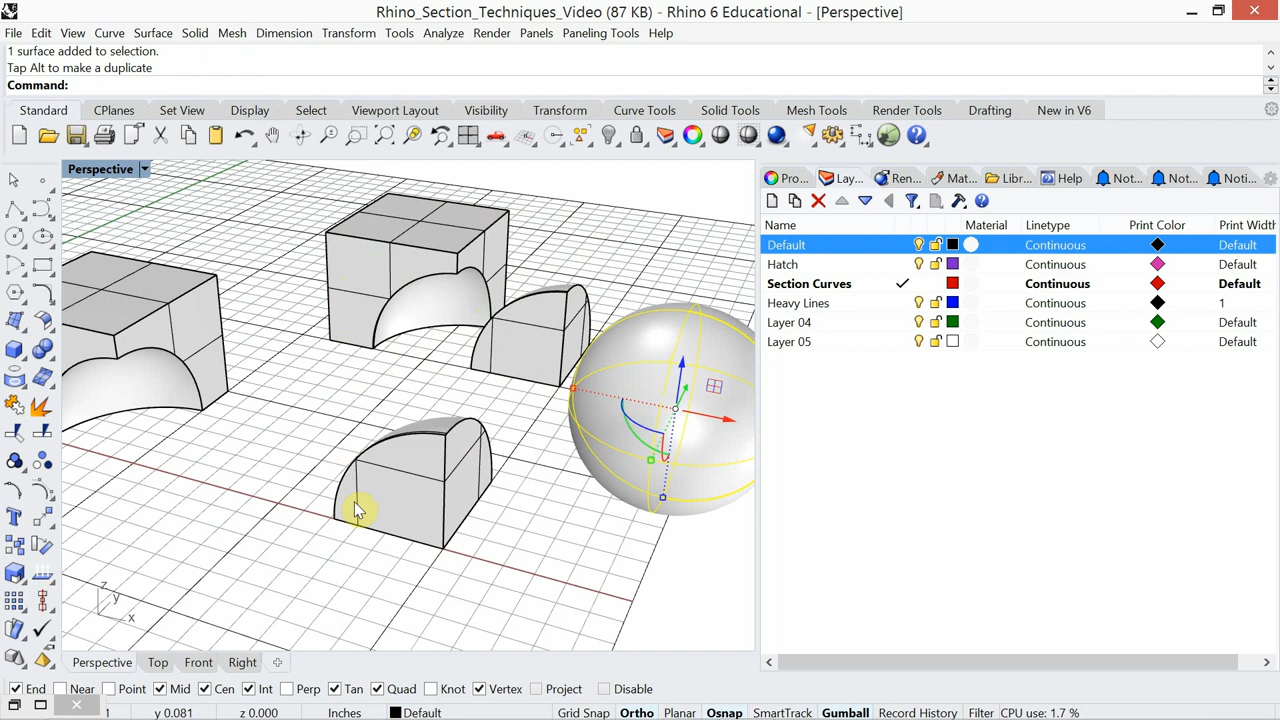 Rhino_Section_Techniques_Video (87 KB) - Rhino 6 Educational - [Perspective]
File Edit View Curve Surface Solid Mesh Dimension Transform Tools Analyze Render Panels Paneling Tools Help
1 surface added to selection.
Tap Alt to make a duplicate
Command:
Standard CPlanes Set View Display Select Viewport Layout Visibility Transform Curve Tools Solid Tools Mesh Tools Render Tools Drafting New in V6
Perspective
Pro... Lay... Ren... Mat... Libr... Help Not... Not... Noti...
Name Material Linetype Print Color Print Width
Default Continuous Default
Hatch Continuous Default
Section Curves Continuous Default
Heavy Lines Continuous 1
Layer 04 Continuous Default
Layer 05 Continuous Default
z
y
x
Perspective Top Front Right
End Near Point Mid Cen Int Perp Tan Quad Knot Vertex Project Disable
1 y 0.081 z 0.000 Inches Default Grid Snap Ortho Planar Osnap SmartTrack Gumball Record History Filter CPU use: 1.7 %